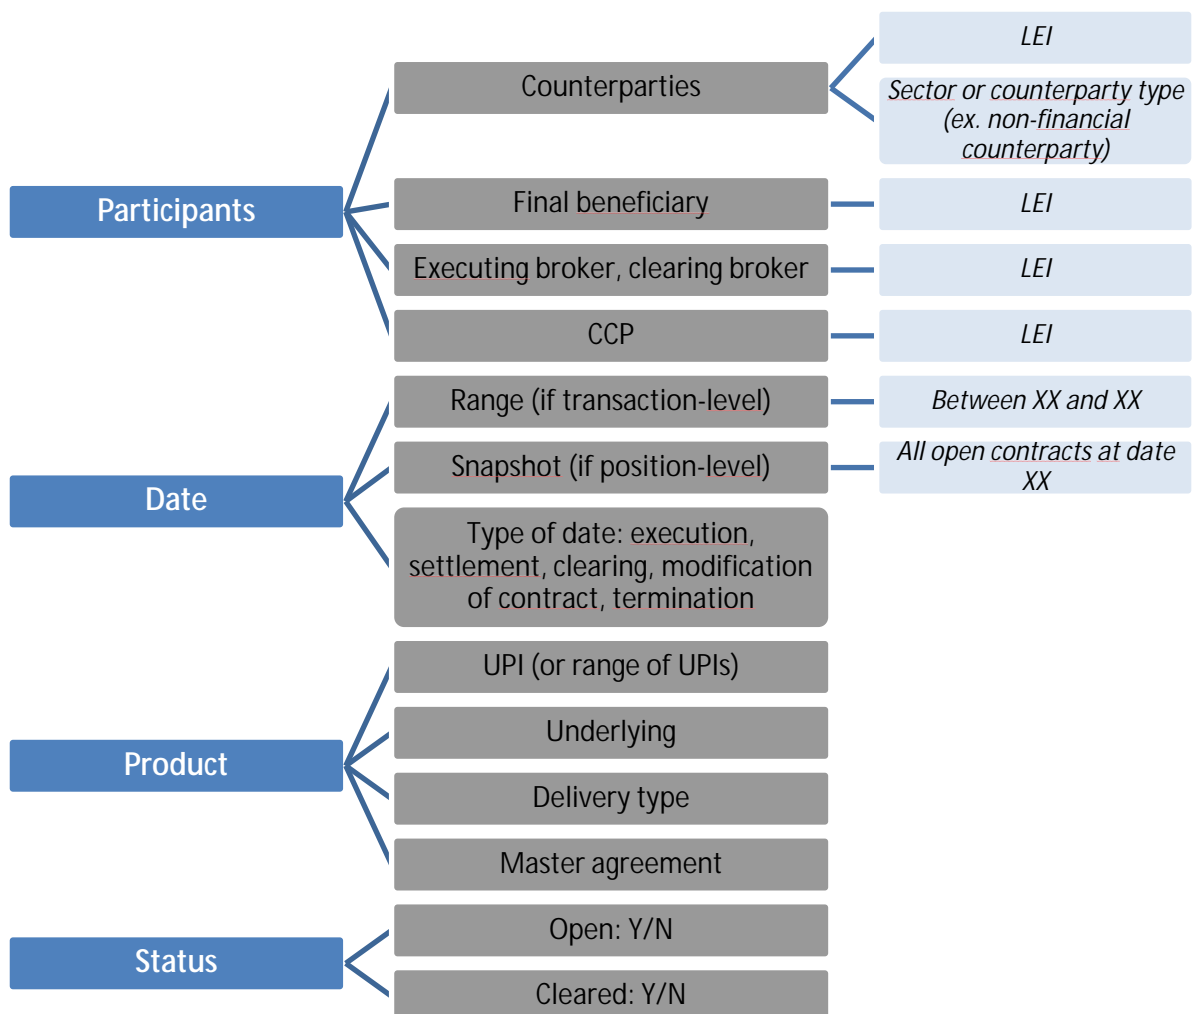 Participants
Counterparties
LEI
Sector or counterparty type
(ex. non-financial
counterparty)
Final beneficiary
LEI
Executing broker, clearing broker
LEI
CCP
LEI
Date
Range (if transaction-level)
Between XX and XX
Snapshot (if position-level)
All open contracts at date
XX
Type of date: execution,
settlement, clearing, modification
of contract, termination
Product
UPI (or range of UPIs)
Underlying
Delivery type
Master agreement
Status
Open: Y/N
Cleared: Y/N